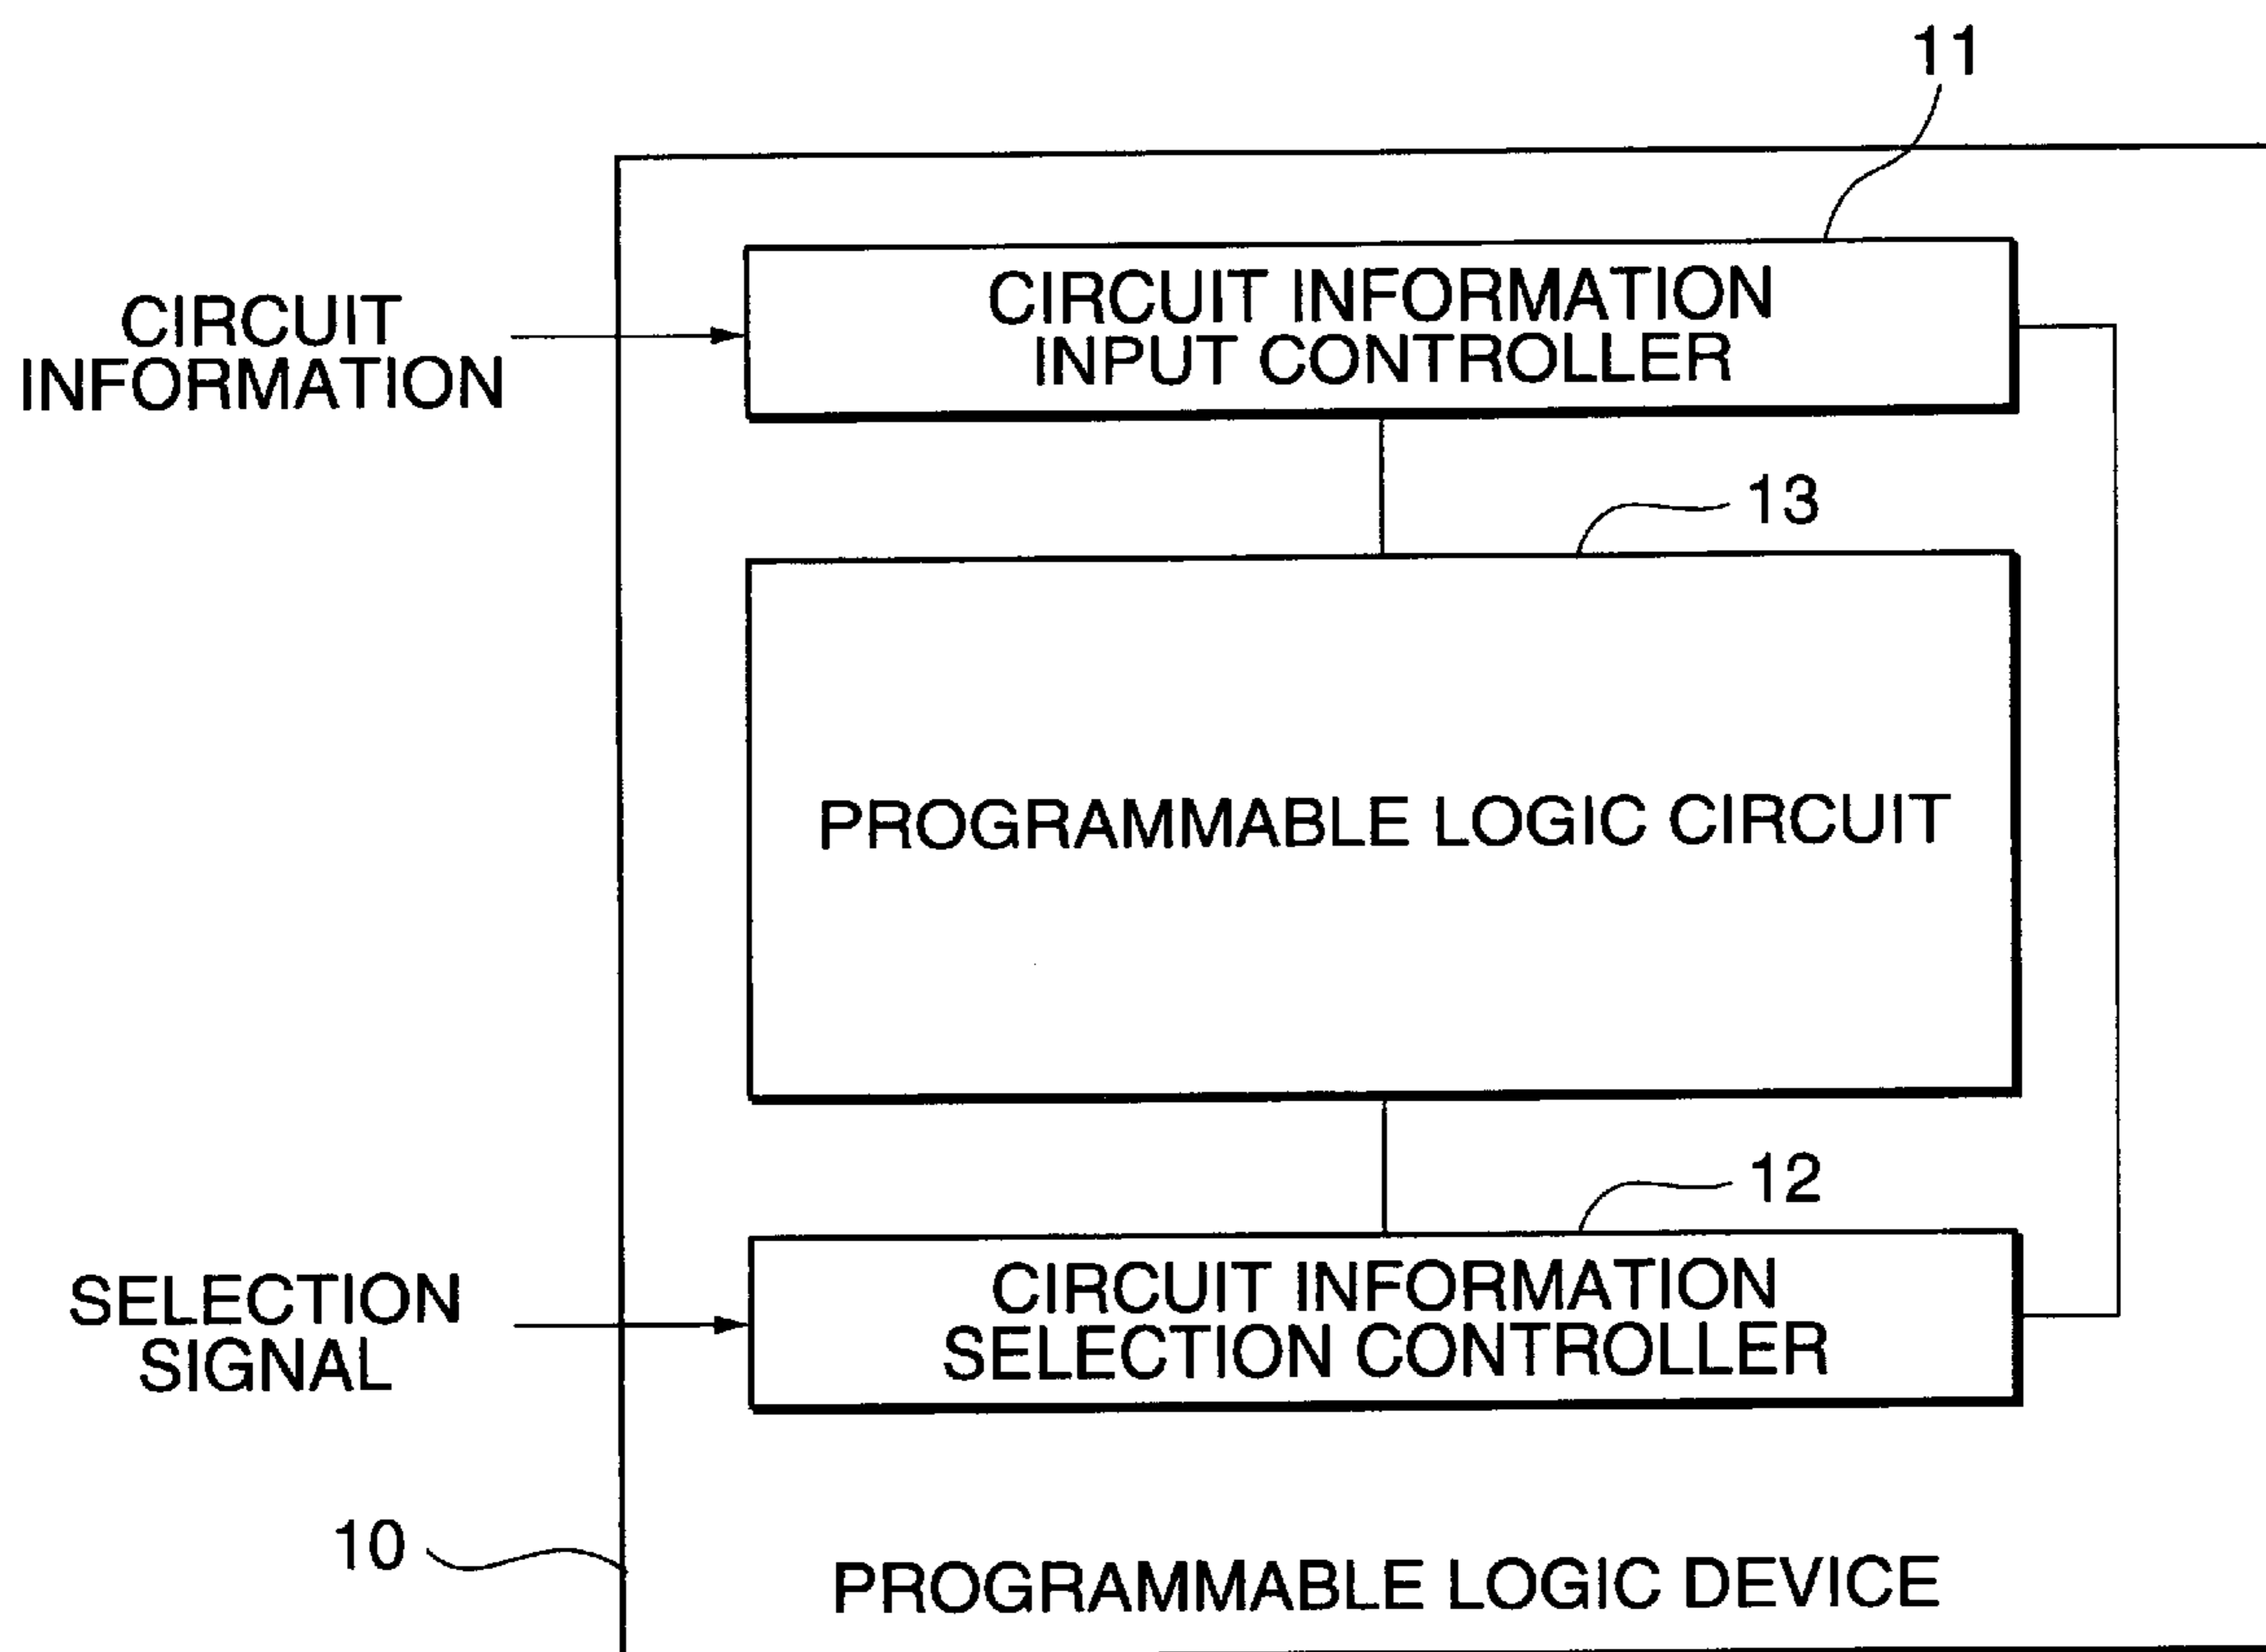 11
CIRCUIT
INFORMATION
CIRCUIT INFORMATION
INPUT CONTROLLER
13
PROGRAMMABLE LOGIC CIRCUIT
12
SELECTION
SIGNAL
CIRCUIT INFORMATION
SELECTION CONTROLLER
10
PROGRAMMABLE LOGIC DEVICE